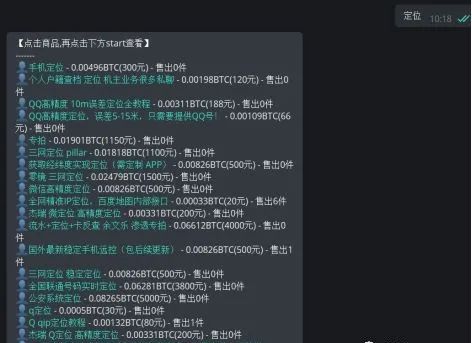 定位
10:18
【点击商品,再点击下方start查看】
-------
手机定位 - 0.00496BTC(300元) - 售出0件
个人户籍查档 定位 机主业务很多私聊 - 0.00198BTC(120元) - 售出0
件
QQ高精度 10m误差定位全教程 - 0.00311BTC(188元) - 售出0件
QQ高精度定位，误差5-15米，只需要提供QQ号！ - 0.00109BTC(66
元) - 售出0件
专拍 - 0.01901BTC(1150元) - 售出0件
三网定位 pillar - 0.01818BTC(1100元) - 售出0件
获取经纬度实现定位（需定制 APP） - 0.00826BTC(500元) - 售出0件
零幾 三网定位 - 0.02479BTC(1500元) - 售出0件
微信高精度定位 - 0.00826BTC(500元) - 售出0件
全网精准IP定位，百度地图内部接口 - 0.00033BTC(20元) - 售出6件
杰瑞 微定位 高精度定位 - 0.00331BTC(200元) - 售出0件
流水+定位+卡反查 余文乐 渗透专拍 - 0.06612BTC(4000元) - 售出0
件
国外最新稳定手机远控（包后续更新） - 0.00826BTC(500元) - 售出1
件
三网定位 稳定定位 - 0.00826BTC(500元) - 售出0件
全国联通号码实时定位 - 0.06281BTC(3800元) - 售出0件
公安系统定位 - 0.08265BTC(5000元) - 售出0件
q定位 - 0.0005BTC(30元) - 售出0件
Q qip定位教程 - 0.00132BTC(80元) - 售出1件
杰瑞 Q定位 高精度定位 - 0.00331BTC(200元) - 售出0件